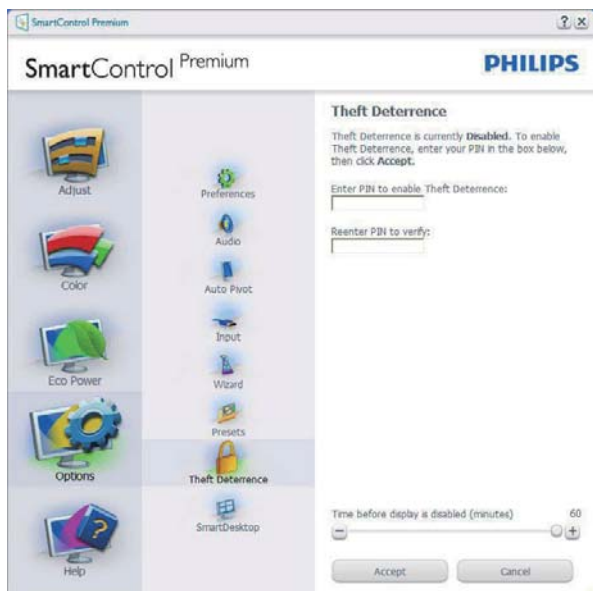 SmartControl Premium
? X
SmartControl Premium
PHILIPS
Adjust
Color
Eco Power
Options
Help
Preferences
Audio
Auto Pivot
Input
Wizard
Presets
Theft Deterrence
SmartDesktop
Theft Deterrence
Theft Deterrence is currently Disabled. To enable
Theft Deterrence, enter your PIN in the box below,
then click Accept.
Enter PIN to enable Theft Deterrence:
Reenter PIN to verify:
Time before display is disabled (minutes) 60
Accept Cancel